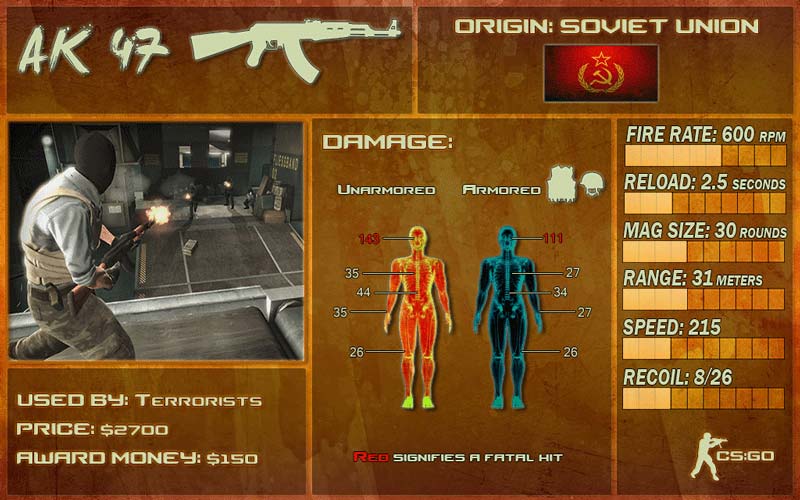 AK 47
ORIGIN: SOVIET UNION
DAMAGE:
UNARMORED
ARMORED
143
35
44
35
26
111
27
34
27
26
RED SIGNIFIES A FATAL HIT
FIRE RATE: 600 RPM
RELOAD: 2.5 SECONDS
MAG SIZE: 30 ROUNDS
RANGE: 31 METERS
SPEED: 215
RECOIL: 8/26
CS:GO
USED BY: TERRORISTS
PRICE: $2700
AWARD MONEY: $150